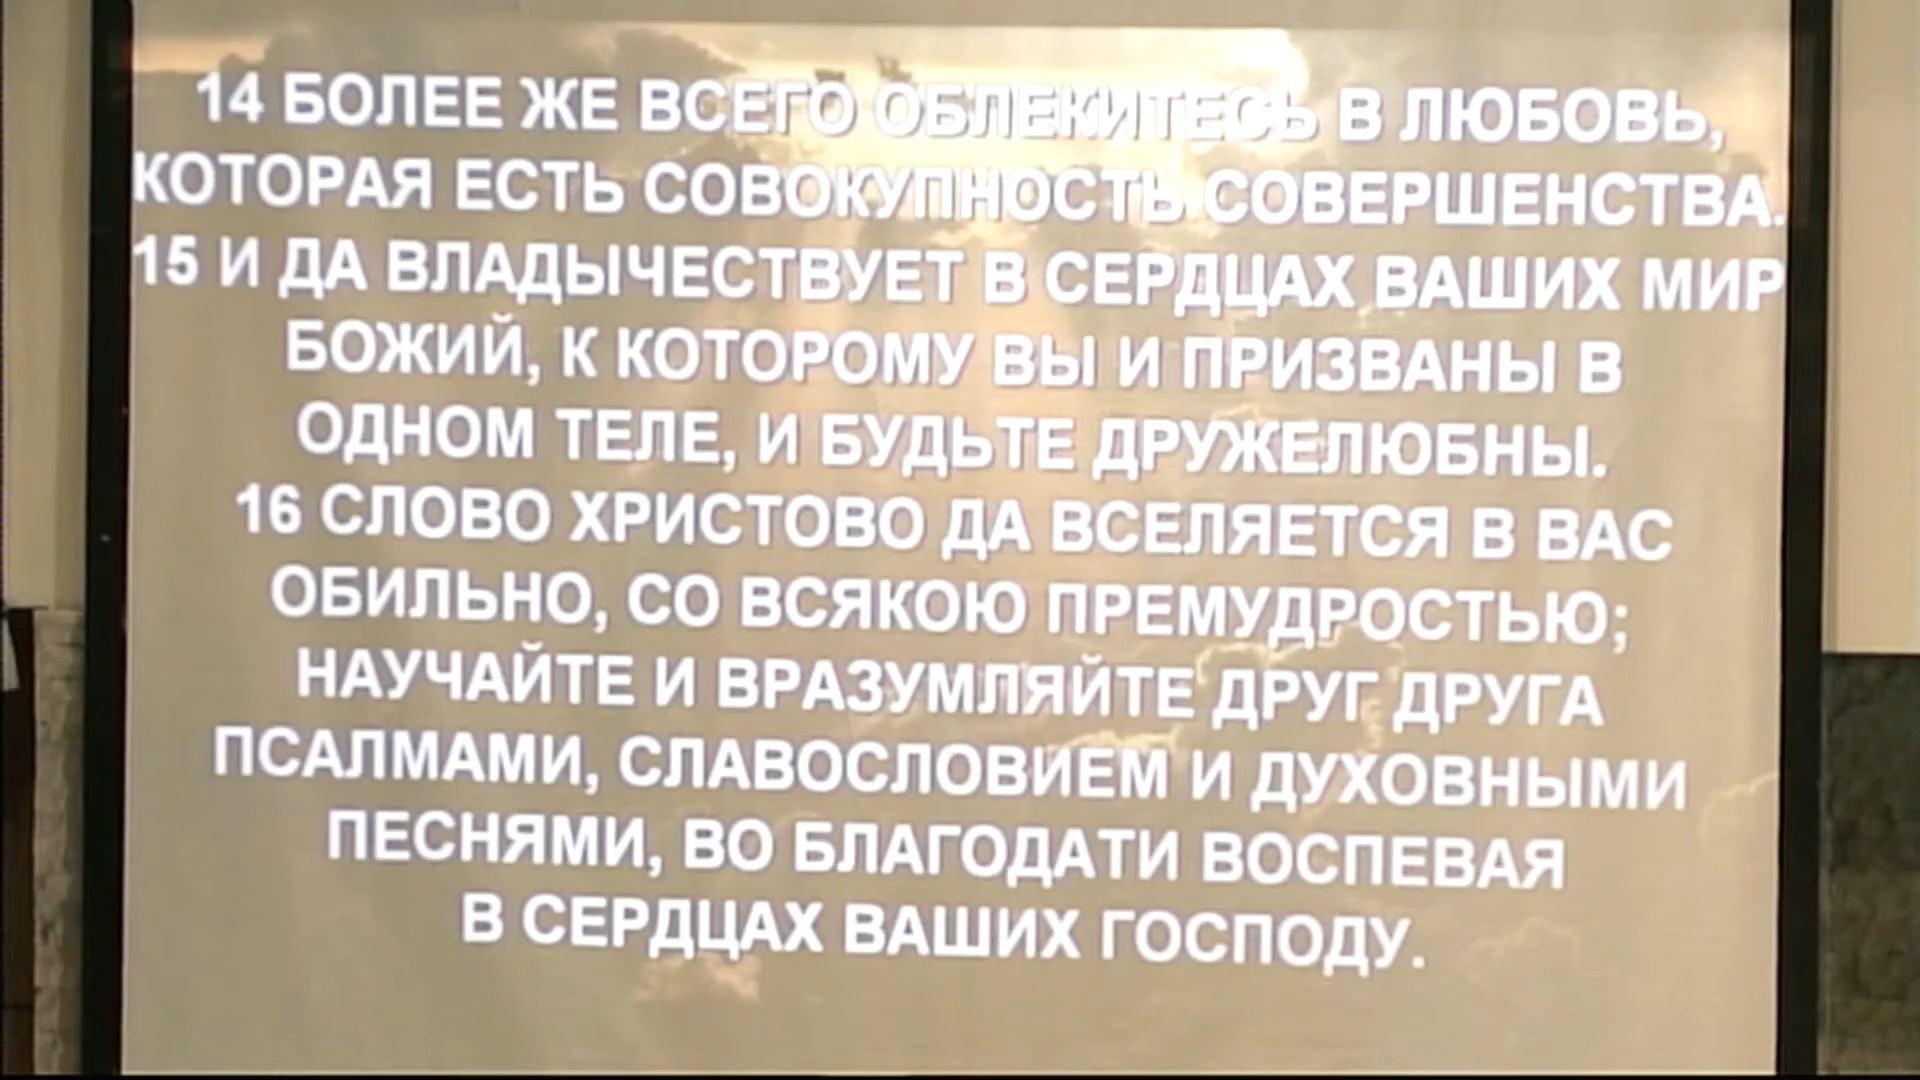 14 БОЛЕЕ ЖЕ ВСЕГО ОБЛЕКИТЕСЬ В ЛЮБОВЬ,
КОТОРАЯ ЕСТЬ СОВОКУПНОСТЬ СОВЕРШЕНСТВА.
15 И ДА ВЛАДЫЧЕСТВУЕТ В СЕРДЦАХ ВАШИХ МИР
БОЖИЙ, К КОТОРОМУ ВЫ И ПРИЗВАНЫ В
ОДНОМ ТЕЛЕ, И БУДЬТЕ ДРУЖЕЛЮБНЫ.
16 СЛОВО ХРИСТОВО ДА ВСЕЛЯЕТСЯ В ВАС
ОБИЛЬНО, СО ВСЯКОЮ ПРЕМУДРОСТЬЮ;
НАУЧАЙТЕ И ВРАЗУМЛЯЙТЕ ДРУГ ДРУГА
ПСАЛМАМИ, СЛАВОСЛОВИЕМ И ДУХОВНЫМИ
ПЕСНЯМИ, ВО БЛАГОДАТИ ВОСПЕВАЯ
В СЕРДЦАХ ВАШИХ ГОСПОДУ.